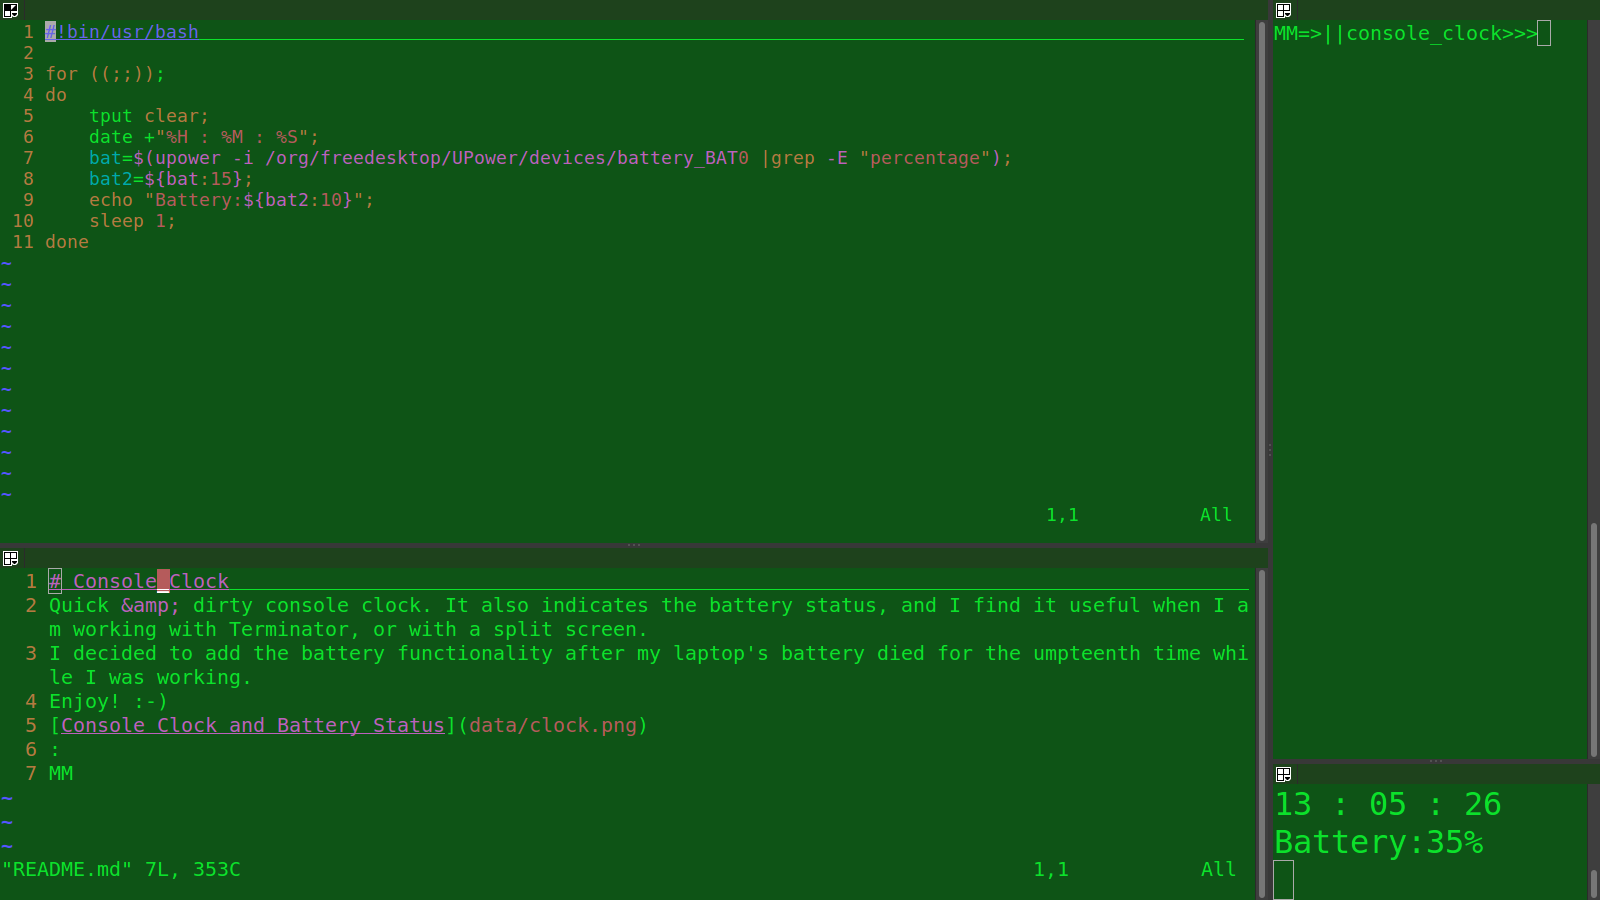 1 #!bin/usr/bash
2
3 for ((;;));
4 do
5     tput clear;
6     date +"%H : %M : %S";
7     bat=$(upower -i /org/freedesktop/UPower/devices/battery_BAT0 |grep -E "percentage");
8     bat2=${bat:15};
9     echo "Battery:${bat2:10}";
10     sleep 1;
11 done
~
~
~
~
~
~
~
~
~
~
~
~
1,1 All
1 # Console Clock
2 Quick &amp; dirty console clock. It also indicates the battery status, and I find it useful when I a
m working with Terminator, or with a split screen.
3 I decided to add the battery functionality after my laptop's battery died for the umpteenth time whi
le I was working.
4 Enjoy! :-)
5 [Console Clock and Battery Status](data/clock.png)
6 :
7 MM
~
~
~
"README.md" 7L, 353C 1,1 All
MM=>||console_clock>>>
13 : 05 : 26
Battery:35%